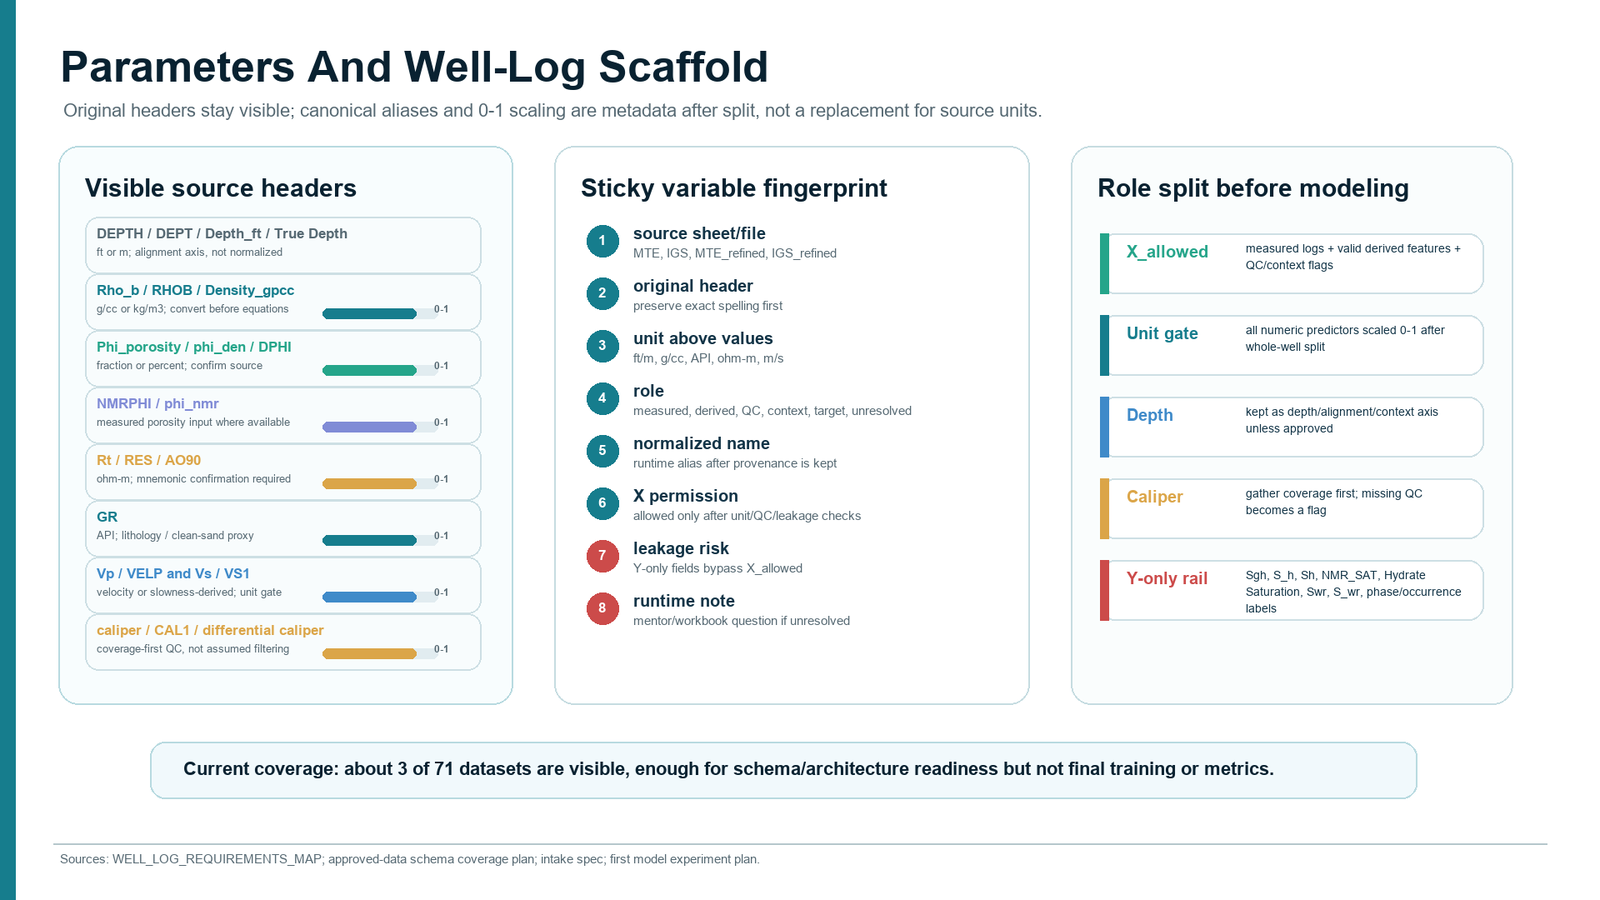 Parameters And Well-Log Scaffold
Original headers stay visible; canonical aliases and 0-1 scaling are metadata after split, not a replacement for source units.
Visible source headers
DEPTH / DEPT / Depth_ft / True Depth
ft or m; alignment axis, not normalized
Rho_b / RHOB / Density_gpcc
g/cc or kg/m3; convert before equations
0-1
Phi_porosity / phi_den / DPHI
fraction or percent; confirm source
0-1
NMRPHI / phi_nmr
measured porosity input where available
0-1
Rt / RES / AO90
ohm-m; mnemonic confirmation required
0-1
GR
API; lithology / clean-sand proxy
0-1
Vp / VELP and Vs / VS1
velocity or slowness-derived; unit gate
0-1
caliper / CAL1 / differential caliper
coverage-first QC, not assumed filtering
0-1
Sticky variable fingerprint
1
source sheet/file
MTE, IGS, MTE_refined, IGS_refined
2
original header
preserve exact spelling first
3
unit above values
ft/m, g/cc, API, ohm-m, m/s
4
role
measured, derived, QC, context, target, unresolved
5
normalized name
runtime alias after provenance is kept
6
X permission
allowed only after unit/QC/leakage checks
7
leakage risk
Y-only fields bypass X_allowed
8
runtime note
mentor/workbook question if unresolved
Role split before modeling
X_allowed
measured logs + valid derived features +
QC/context flags
Unit gate
all numeric predictors scaled 0-1 after
whole-well split
Depth
kept as depth/alignment/context axis
unless approved
Caliper
gather coverage first; missing QC
becomes a flag
Y-only rail
Sgh, S_h, Sh, NMR_SAT, Hydrate
Saturation, Swr, S_wr, phase/occurrence
labels
Current coverage: about 3 of 71 datasets are visible, enough for schema/architecture readiness but not final training or metrics.
Sources: WELL_LOG_REQUIREMENTS_MAP; approved-data schema coverage plan; intake spec; first model experiment plan.